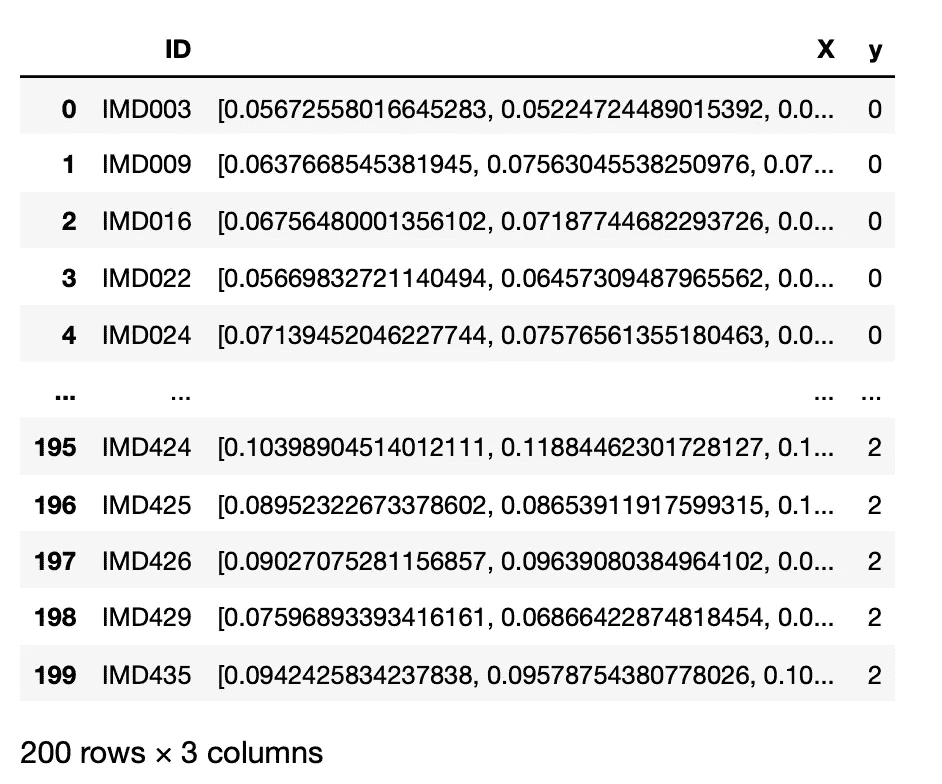 ID X y
0 IMD003 [0.05672558016645283, 0.05224724489015392, 0.0... 0
1 IMD009 [0.0637668545381945, 0.07563045538250976, 0.07... 0
2 IMD016 [0.06756480001356102, 0.07187744682293726, 0.0... 0
3 IMD022 [0.05669832721140494, 0.06457309487965562, 0.0... 0
4 IMD024 [0.07139452046227744, 0.07576561355180463, 0.0... 0
... ... ... ...
195 IMD424 [0.10398904514012111, 0.11884462301728127, 0.1... 2
196 IMD425 [0.08952322673378602, 0.08653911917599315, 0.1... 2
197 IMD426 [0.09027075281156857, 0.09639080384964102, 0.0... 2
198 IMD429 [0.07596893393416161, 0.06866422874818454, 0.0... 2
199 IMD435 [0.0942425834237838, 0.09578754380778026, 0.10... 2
200 rows × 3 columns